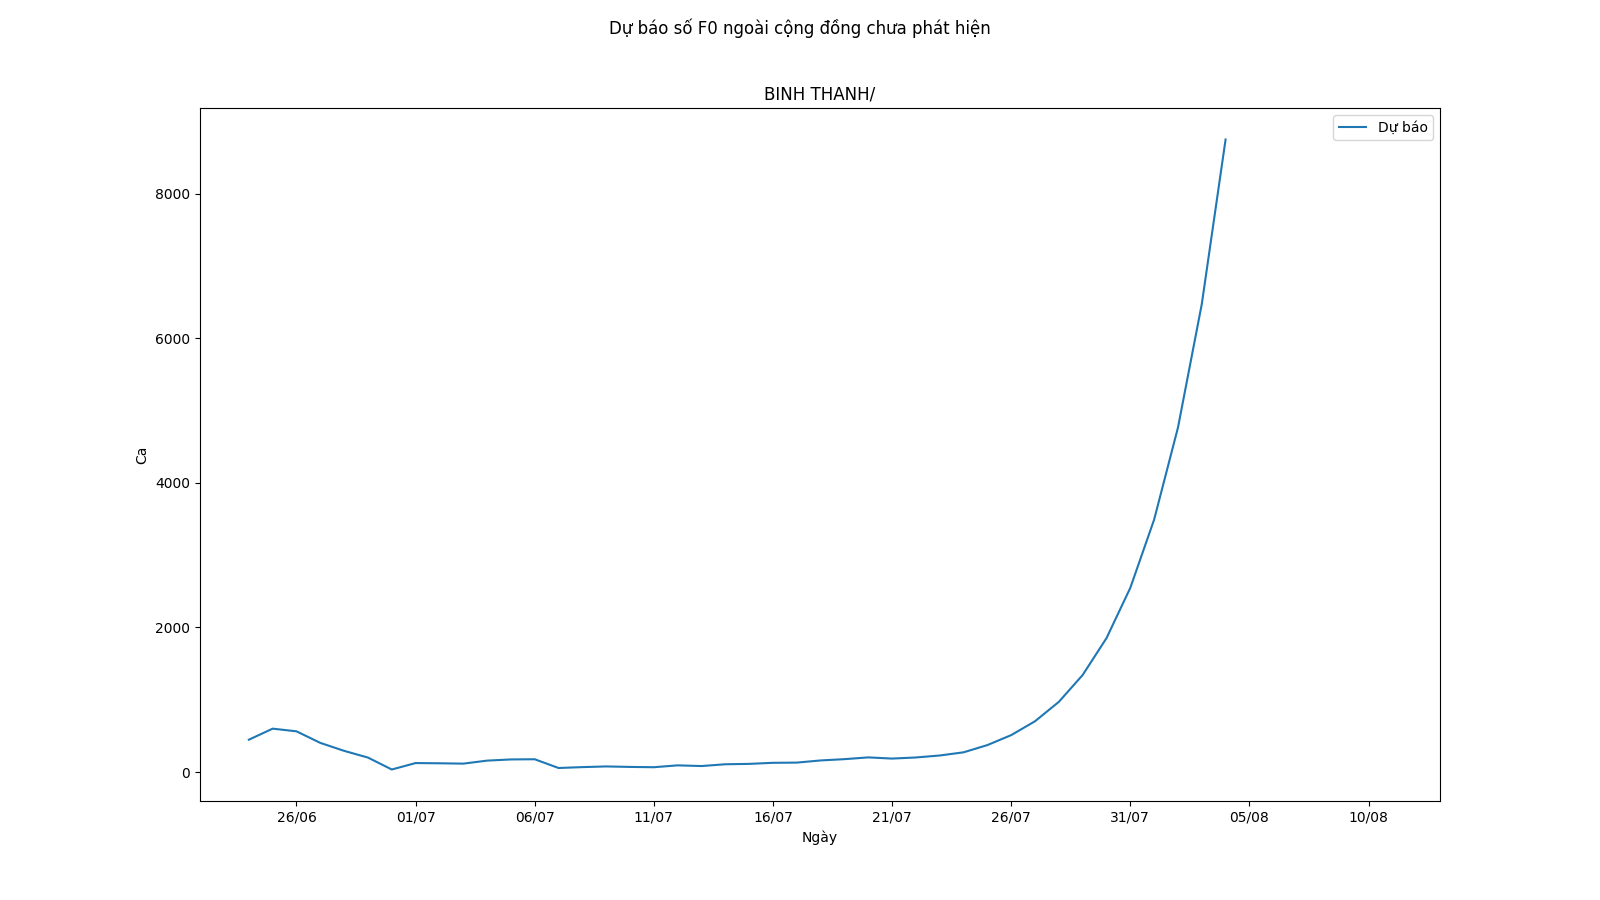 Dự báo số F0 ngoài cộng đồng chưa phát hiện
BINH THANH/
Dự báo
8000
6000
4000
2000
0
Ca
26/06 01/07 06/07 11/07 16/07 21/07 26/07 31/07 05/08 10/08
Ngày